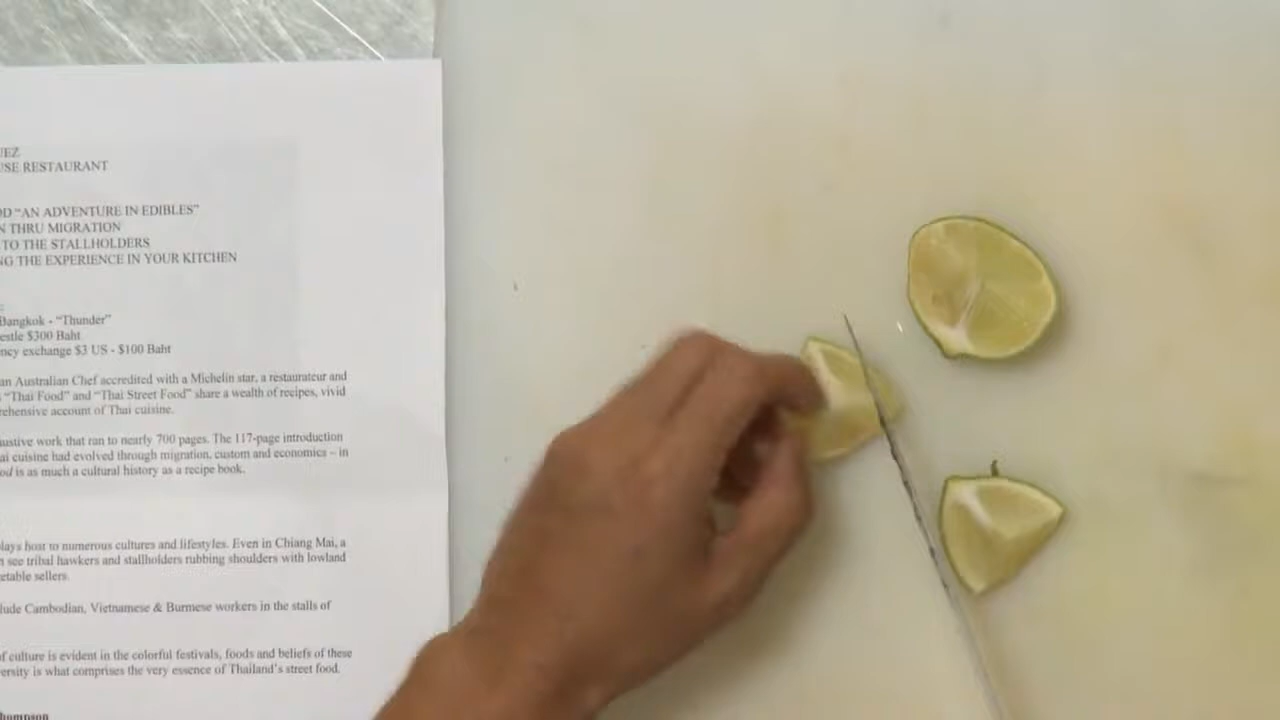 UEZ
USE RESTAURANT
OD "AN ADVENTURE IN EDIBLES"
N THRU MIGRATION
TO THE STALLHOLDERS
NG THE EXPERIENCE IN YOUR KITCHEN
Bangkok - "Thunder"
estle $300 Baht
ncy exchange $3 US - $100 Baht
an Australian Chef accredited with a Michelin star, a restaurateur and
"Thai Food" and "Thai Street Food" share a wealth of recipes, vivid
rehensive account of Thai cuisine.
ustive work that ran to nearly 700 pages. The 117-page introduction
ai cuisine had evolved through migration, custom and economics – in
od is as much a cultural history as a recipe book.
lays host to numerous cultures and lifestyles. Even in Chiang Mai, a
n see tribal hawkers and stallholders rubbing shoulders with lowland
etable sellers.
lude Cambodian, Vietnamese & Burmese workers in the stalls of
of culture is evident in the colorful festivals, foods and beliefs of these
ersity is what comprises the very essence of Thailand's street food.
hompson